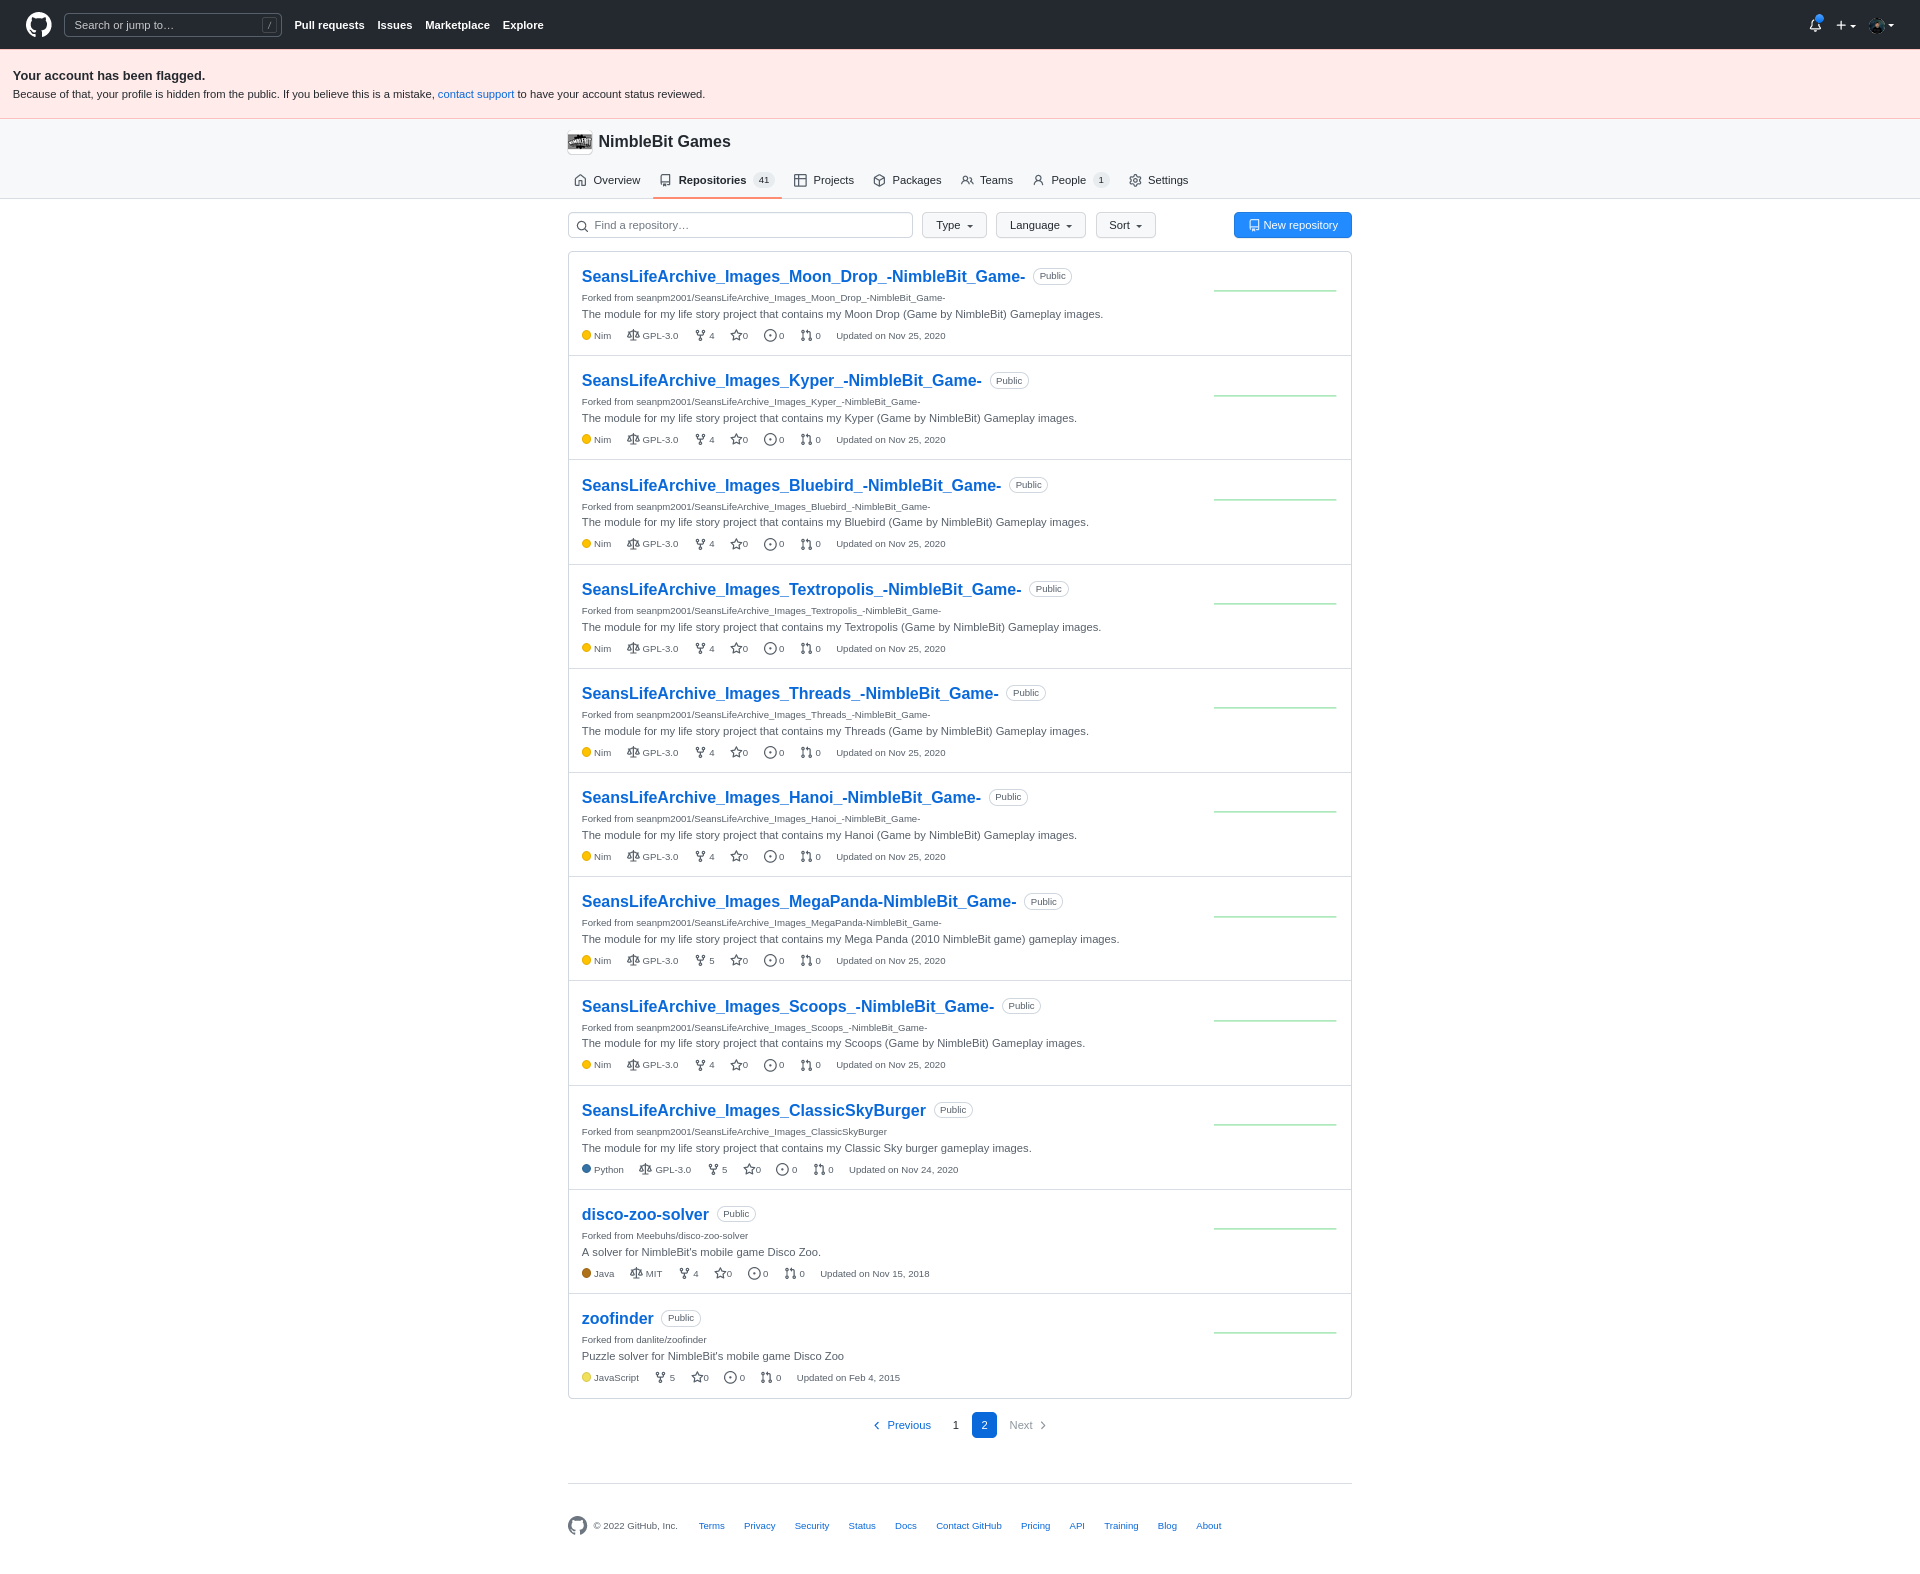 Search or jump to… /
Pull requests Issues Marketplace Explore
Your account has been flagged.
Because of that, your profile is hidden from the public. If you believe this is a mistake, contact support to have your account status reviewed.
NimbleBit Games
Overview Repositories 41 Projects Packages Teams People 1 Settings
Find a repository… Type Language Sort New repository
SeansLifeArchive_Images_Moon_Drop_-NimbleBit_Game- Public
Forked from seanpm2001/SeansLifeArchive_Images_Moon_Drop_-NimbleBit_Game-
The module for my life story project that contains my Moon Drop (Game by NimbleBit) Gameplay images.
Nim GPL-3.0 4 0 0 0 Updated on Nov 25, 2020
SeansLifeArchive_Images_Kyper_-NimbleBit_Game- Public
Forked from seanpm2001/SeansLifeArchive_Images_Kyper_-NimbleBit_Game-
The module for my life story project that contains my Kyper (Game by NimbleBit) Gameplay images.
Nim GPL-3.0 4 0 0 0 Updated on Nov 25, 2020
SeansLifeArchive_Images_Bluebird_-NimbleBit_Game- Public
Forked from seanpm2001/SeansLifeArchive_Images_Bluebird_-NimbleBit_Game-
The module for my life story project that contains my Bluebird (Game by NimbleBit) Gameplay images.
Nim GPL-3.0 4 0 0 0 Updated on Nov 25, 2020
SeansLifeArchive_Images_Textropolis_-NimbleBit_Game- Public
Forked from seanpm2001/SeansLifeArchive_Images_Textropolis_-NimbleBit_Game-
The module for my life story project that contains my Textropolis (Game by NimbleBit) Gameplay images.
Nim GPL-3.0 4 0 0 0 Updated on Nov 25, 2020
SeansLifeArchive_Images_Threads_-NimbleBit_Game- Public
Forked from seanpm2001/SeansLifeArchive_Images_Threads_-NimbleBit_Game-
The module for my life story project that contains my Threads (Game by NimbleBit) Gameplay images.
Nim GPL-3.0 4 0 0 0 Updated on Nov 25, 2020
SeansLifeArchive_Images_Hanoi_-NimbleBit_Game- Public
Forked from seanpm2001/SeansLifeArchive_Images_Hanoi_-NimbleBit_Game-
The module for my life story project that contains my Hanoi (Game by NimbleBit) Gameplay images.
Nim GPL-3.0 4 0 0 0 Updated on Nov 25, 2020
SeansLifeArchive_Images_MegaPanda-NimbleBit_Game- Public
Forked from seanpm2001/SeansLifeArchive_Images_MegaPanda-NimbleBit_Game-
The module for my life story project that contains my Mega Panda (2010 NimbleBit game) gameplay images.
Nim GPL-3.0 5 0 0 0 Updated on Nov 25, 2020
SeansLifeArchive_Images_Scoops_-NimbleBit_Game- Public
Forked from seanpm2001/SeansLifeArchive_Images_Scoops_-NimbleBit_Game-
The module for my life story project that contains my Scoops (Game by NimbleBit) Gameplay images.
Nim GPL-3.0 4 0 0 0 Updated on Nov 25, 2020
SeansLifeArchive_Images_ClassicSkyBurger Public
Forked from seanpm2001/SeansLifeArchive_Images_ClassicSkyBurger
The module for my life story project that contains my Classic Sky burger gameplay images.
Python GPL-3.0 5 0 0 0 Updated on Nov 24, 2020
disco-zoo-solver Public
Forked from Meebuhs/disco-zoo-solver
A solver for NimbleBit's mobile game Disco Zoo.
Java MIT 4 0 0 0 Updated on Nov 15, 2018
zoofinder Public
Forked from danlite/zoofinder
Puzzle solver for NimbleBit's mobile game Disco Zoo
JavaScript 5 0 0 0 Updated on Feb 4, 2015
Previous 1 2 Next
© 2022 GitHub, Inc. Terms Privacy Security Status Docs Contact GitHub Pricing API Training Blog About